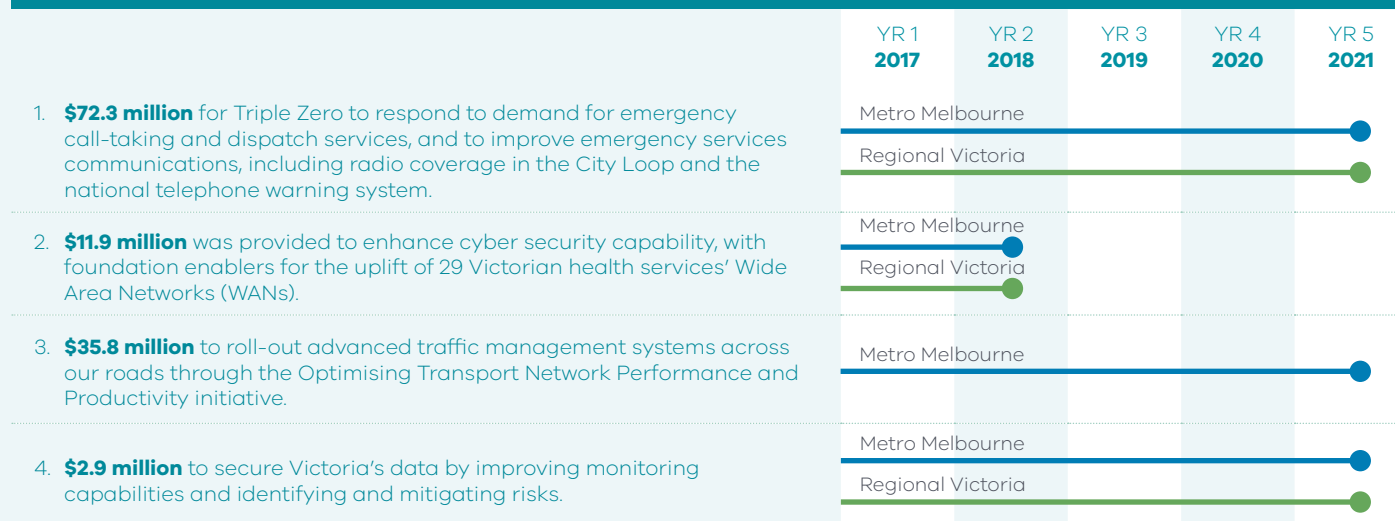 YR 1 YR 2 YR 3 YR 4 YR 5
2017 2018 2019 2020 2021
1. $72.3 million for Triple Zero to respond to demand for emergency
call-taking and dispatch services, and to improve emergency services
communications, including radio coverage in the City Loop and the
national telephone warning system.
Metro Melbourne
Regional Victoria
2. $11.9 million was provided to enhance cyber security capability, with
foundation enablers for the uplift of 29 Victorian health services’ Wide
Area Networks (WANs).
Metro Melbourne
Regional Victoria
3. $35.8 million to roll-out advanced traffic management systems across
our roads through the Optimising Transport Network Performance and
Productivity initiative.
Metro Melbourne
4. $2.9 million to secure Victoria’s data by improving monitoring
capabilities and identifying and mitigating risks.
Metro Melbourne
Regional Victoria